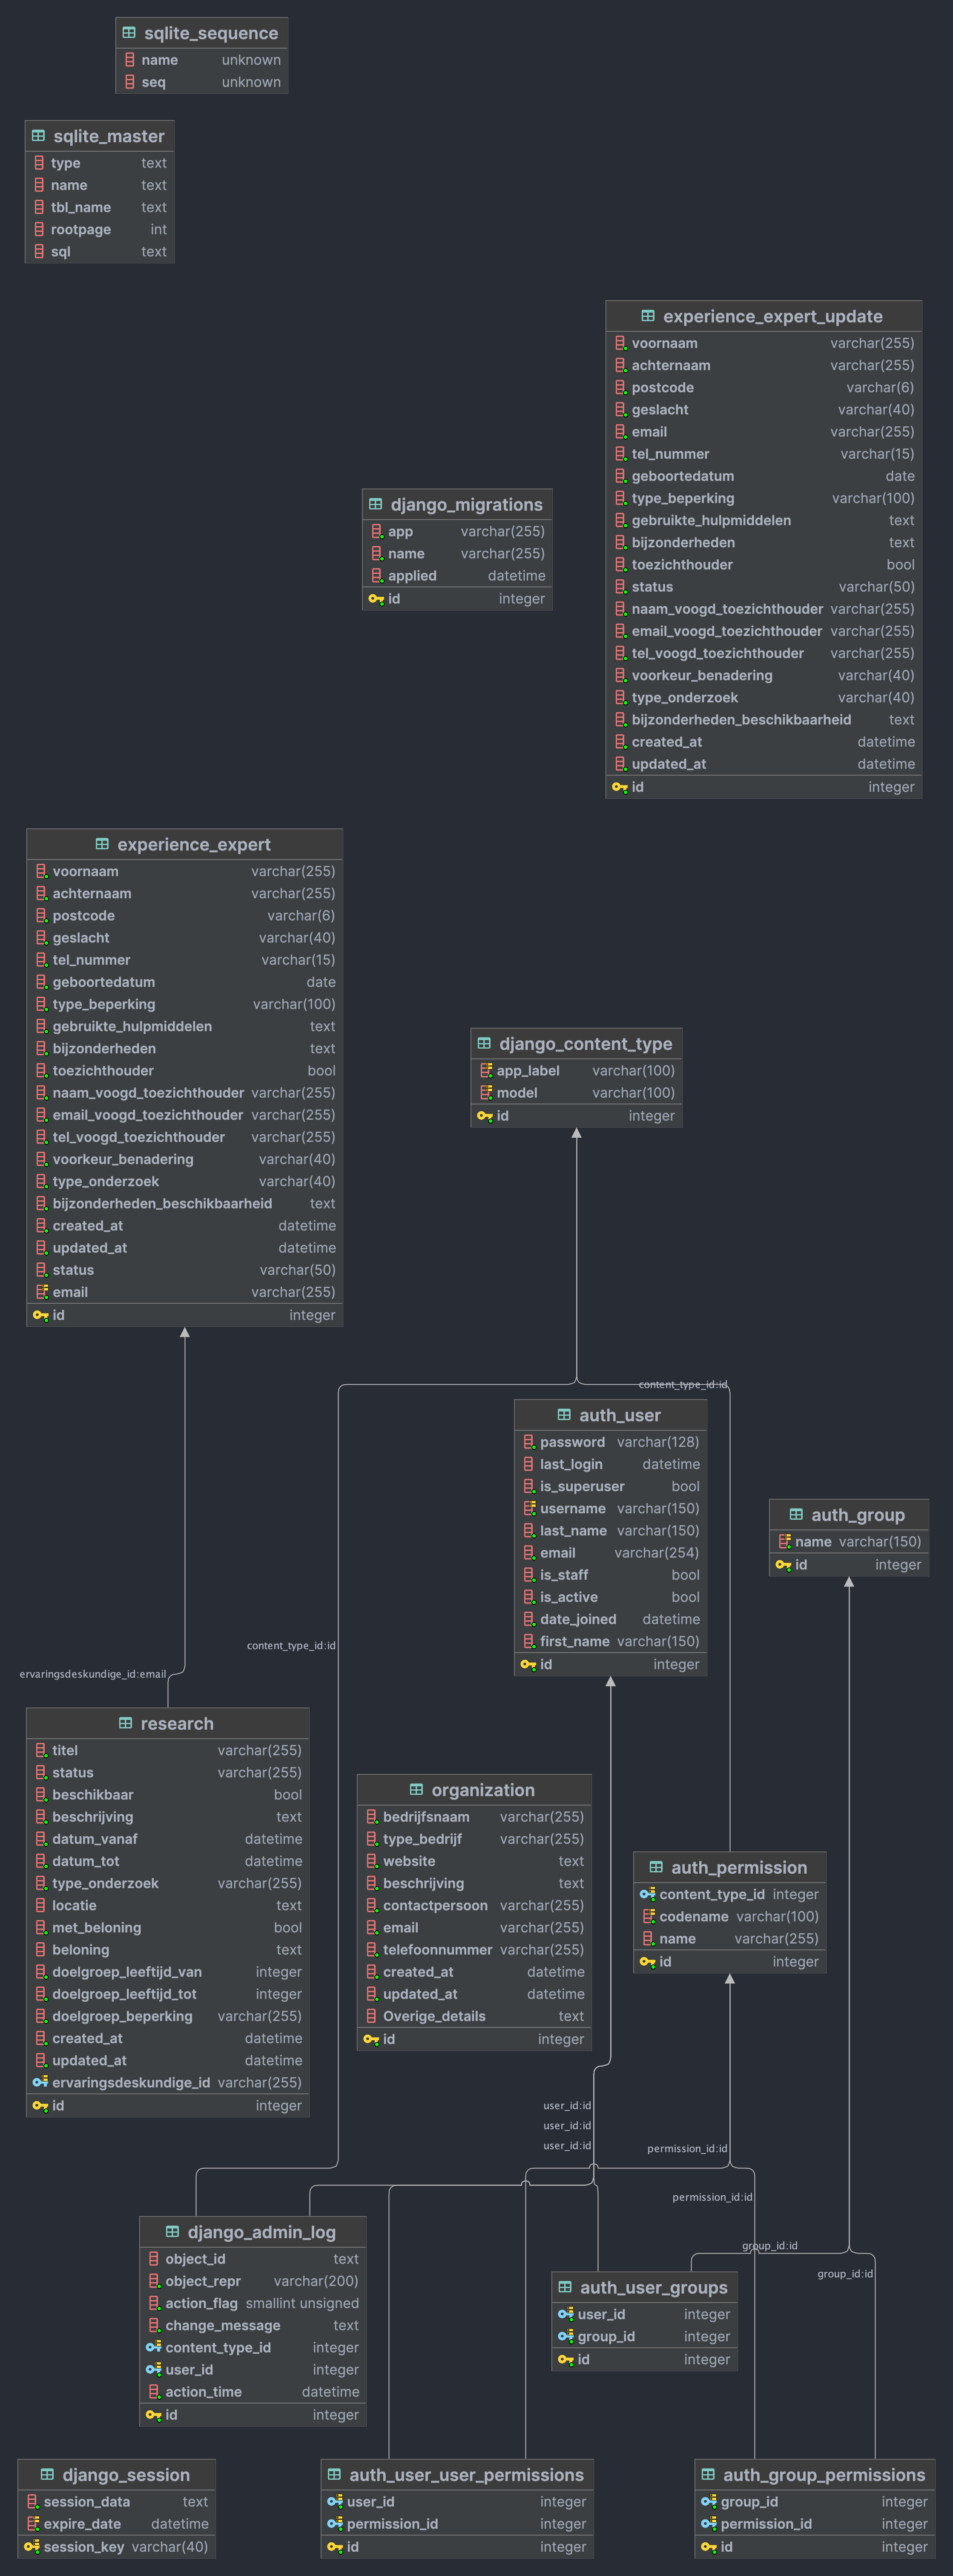 sqlite_sequence
name unknown
seq unknown
sqlite_master
type text
name text
tbl_name text
rootpage int
sql text
experience_expert_update
voornaam varchar(255)
achternaam varchar(255)
postcode varchar(6)
geslacht varchar(40)
email varchar(255)
tel_nummer varchar(15)
geboortedatum date
type_beperking varchar(100)
gebruikte_hulpmiddelen text
bijzonderheden text
toezichthouder bool
status varchar(50)
naam_voogd_toezichthouder varchar(255)
email_voogd_toezichthouder varchar(255)
tel_voogd_toezichthouder varchar(255)
voorkeur_benadering varchar(40)
type_onderzoek varchar(40)
bijzonderheden_beschikbaarheid text
created_at datetime
updated_at datetime
id integer
django_migrations
app varchar(255)
name varchar(255)
applied datetime
id integer
experience_expert
voornaam varchar(255)
achternaam varchar(255)
postcode varchar(6)
geslacht varchar(40)
tel_nummer varchar(15)
geboortedatum date
type_beperking varchar(100)
gebruikte_hulpmiddelen text
bijzonderheden text
toezichthouder bool
naam_voogd_toezichthouder varchar(255)
email_voogd_toezichthouder varchar(255)
tel_voogd_toezichthouder varchar(255)
voorkeur_benadering varchar(40)
type_onderzoek varchar(40)
bijzonderheden_beschikbaarheid text
created_at datetime
updated_at datetime
status varchar(50)
email varchar(255)
id integer
django_content_type
app_label varchar(100)
model varchar(100)
id integer
content_type_id:id
auth_user
password varchar(128)
last_login datetime
is_superuser bool
username varchar(150)
last_name varchar(150)
email varchar(254)
is_staff bool
is_active bool
date_joined datetime
first_name varchar(150)
id integer
auth_group
name varchar(150)
id integer
content_type_id:id
ervaringsdeskundige_id:email
research
titel varchar(255)
status varchar(255)
beschikbaar bool
beschrijving text
datum_vanaf datetime
datum_tot datetime
type_onderzoek varchar(255)
locatie text
met_beloning bool
beloning text
doelgroep_leeftijd_van integer
doelgroep_leeftijd_tot integer
doelgroep_beperking varchar(255)
created_at datetime
updated_at datetime
ervaringsdeskundige_id varchar(255)
id integer
organization
bedrijfsnaam varchar(255)
type_bedrijf varchar(255)
website text
beschrijving text
contactpersoon varchar(255)
email varchar(255)
telefoonnummer varchar(255)
created_at datetime
updated_at datetime
Overige_details text
id integer
auth_permission
content_type_id integer
codename varchar(100)
name varchar(255)
id integer
user_id:id
user_id:id
user_id:id
permission_id:id
permission_id:id
group_id:id
group_id:id
django_admin_log
object_id text
object_repr varchar(200)
action_flag smallint unsigned
change_message text
content_type_id integer
user_id integer
action_time datetime
id integer
auth_user_groups
user_id integer
group_id integer
id integer
django_session
session_data text
expire_date datetime
session_key varchar(40)
auth_user_user_permissions
user_id integer
permission_id integer
id integer
auth_group_permissions
group_id integer
permission_id integer
id integer